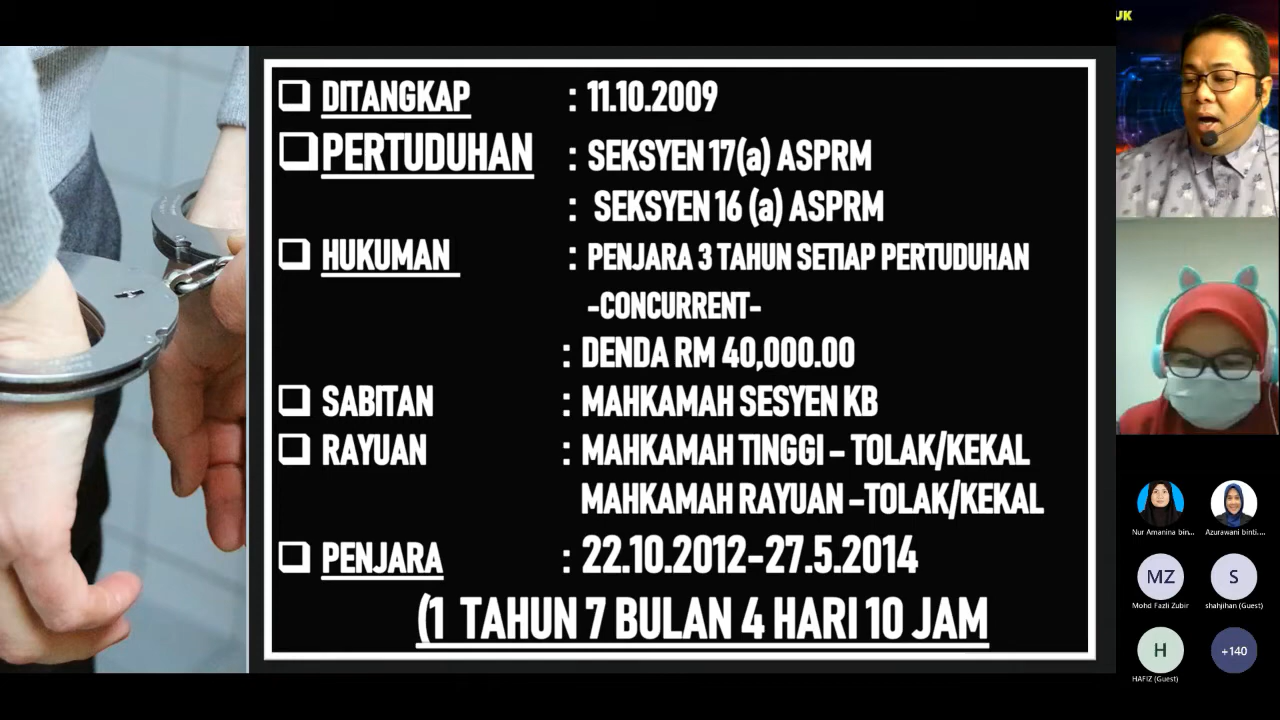 UK
❑ DITANGKAP : 11.10.2009
❑ PERTUDUHAN : SEKSYEN 17(a) ASPRM
: SEKSYEN 16 (a) ASPRM
❑ HUKUMAN : PENJARA 3 TAHUN SETIAP PERTUDUHAN
-CONCURRENT-
: DENDA RM 40,000.00
❑ SABITAN : MAHKAMAH SESYEN KB
❑ RAYUAN : MAHKAMAH TINGGI – TOLAK/KEKAL
MAHKAMAH RAYUAN –TOLAK/KEKAL
❑ PENJARA : 22.10.2012-27.5.2014
(1 TAHUN 7 BULAN 4 HARI 10 JAM
Nur Amanina bin...
Azurawani binti....
MZ
S
Mohd Fazli Zubir
shahjihan (Guest)
H
+140
HAFIZ (Guest)